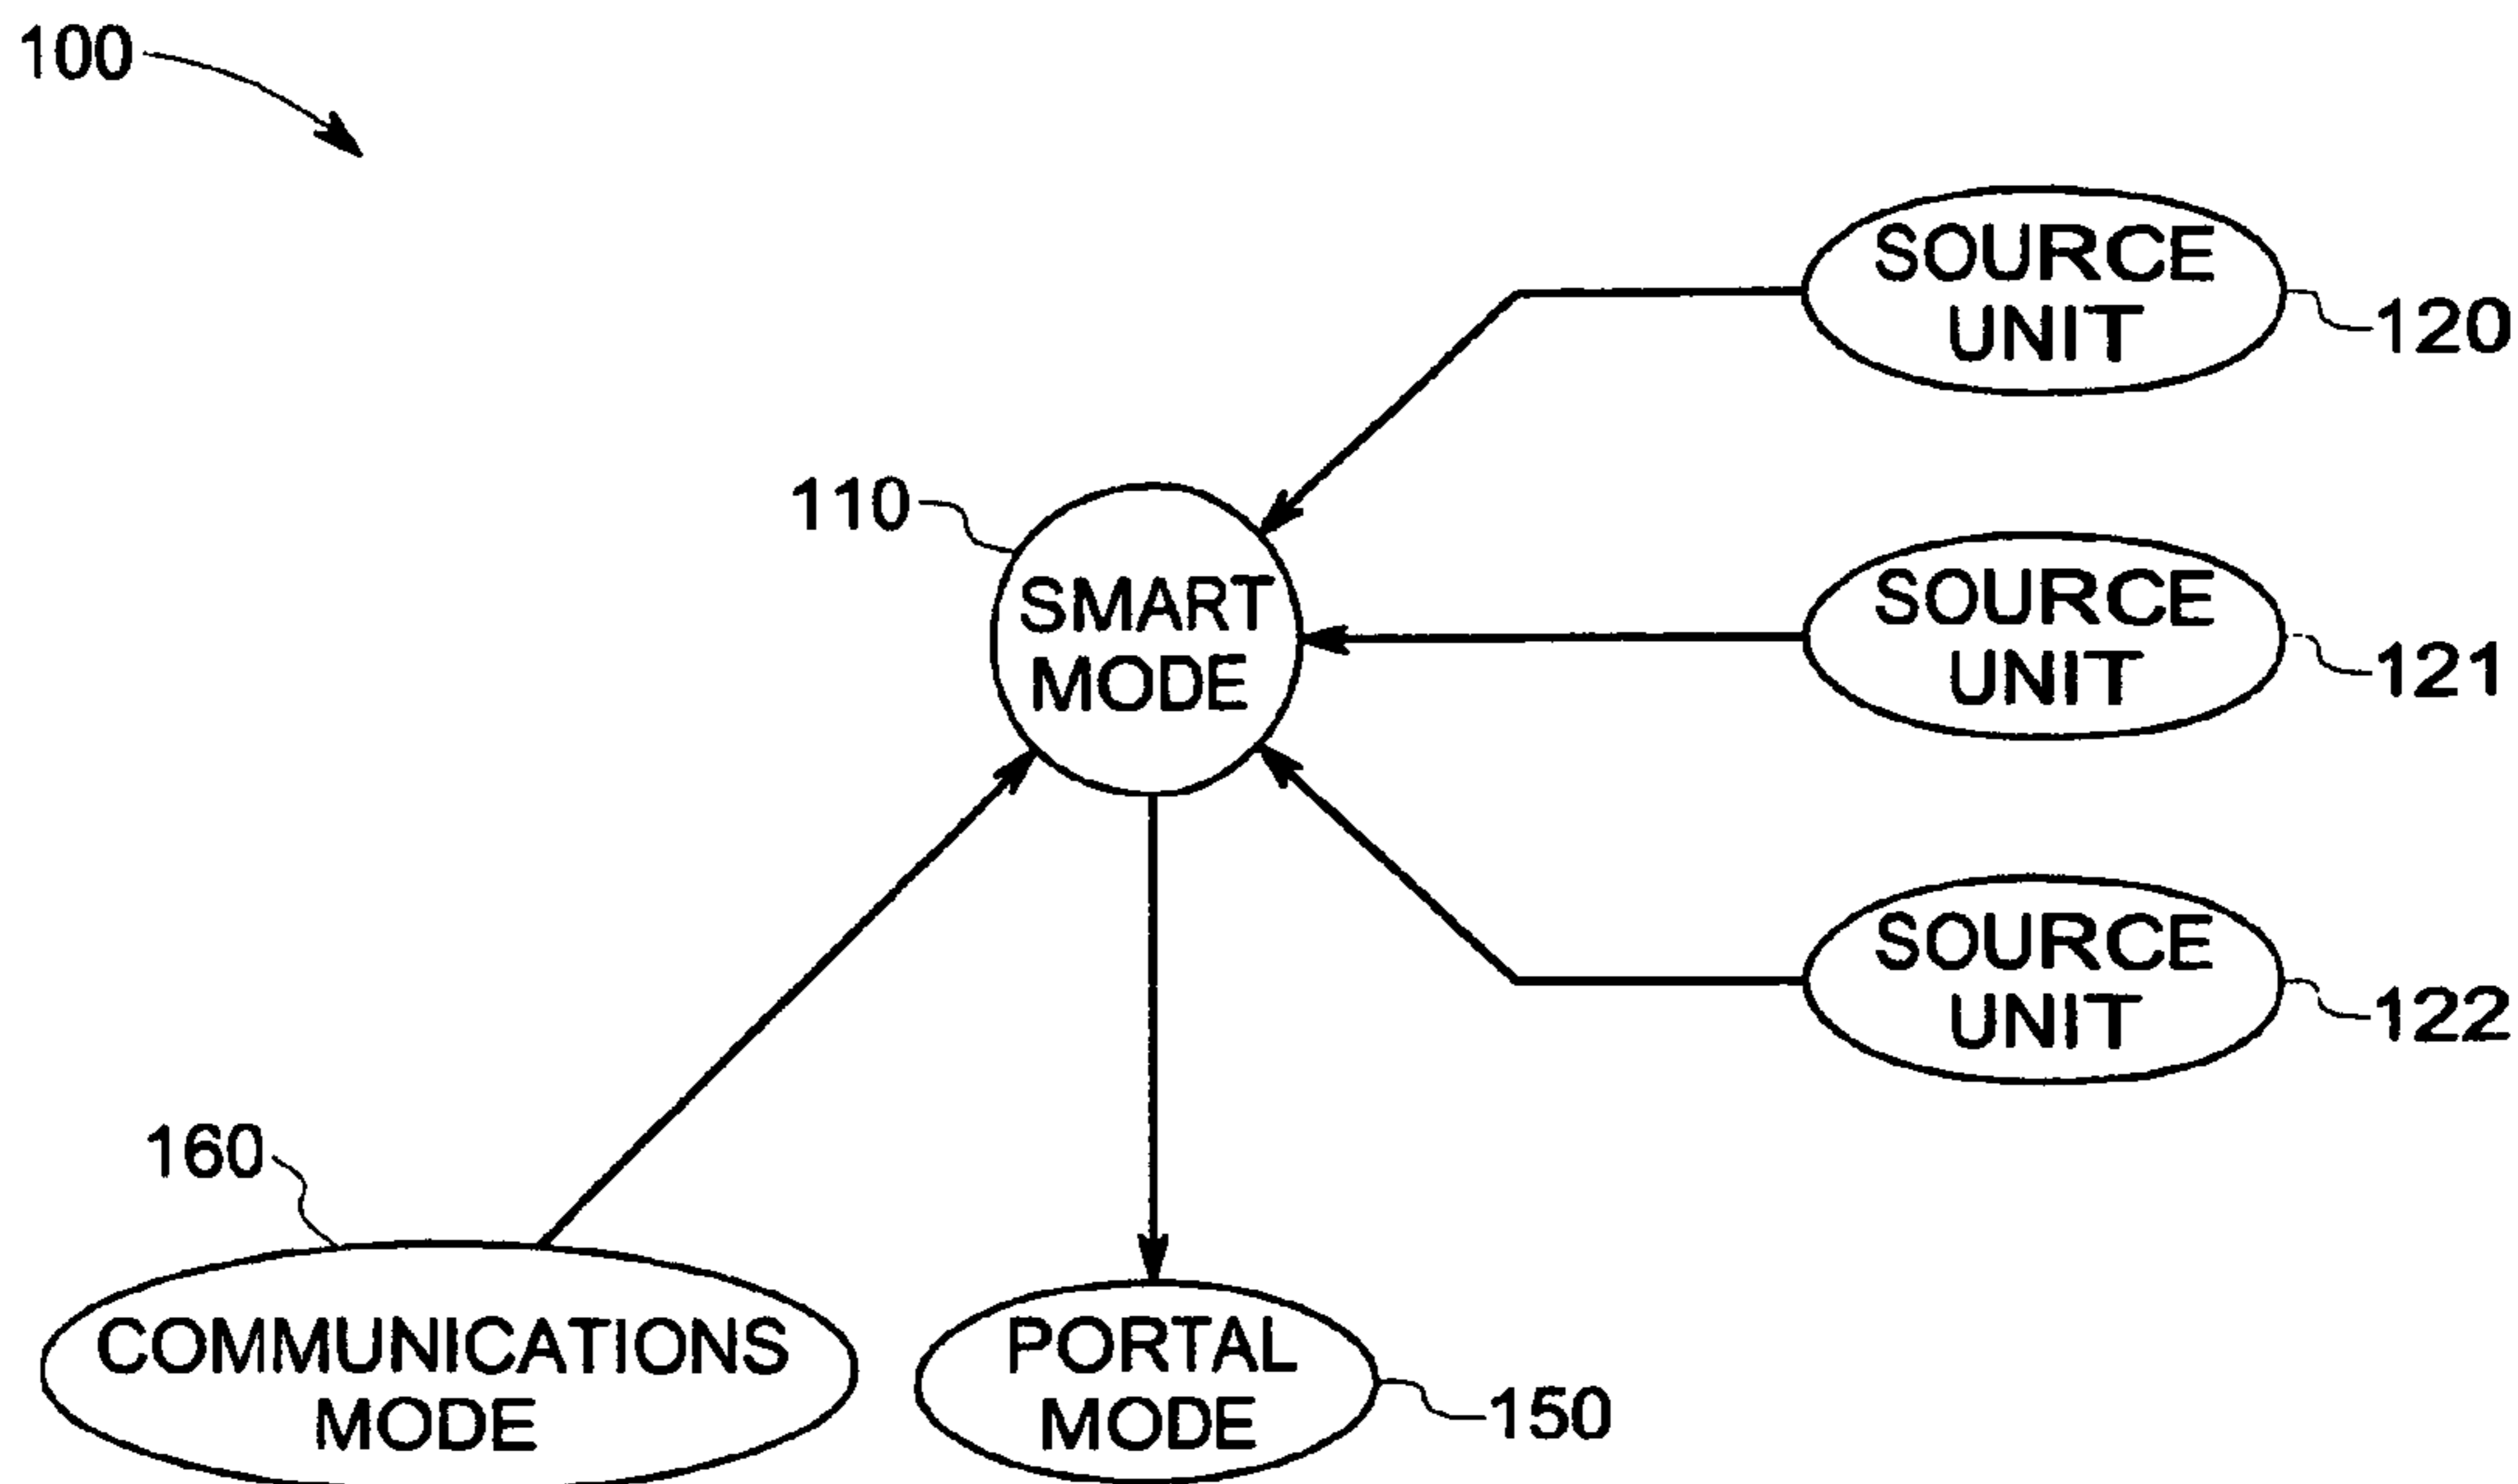 100
SOURCE
UNIT
120
110
SMART
MODE
SOURCE
UNIT
121
SOURCE
UNIT
122
160
COMMUNICATIONS
MODE
PORTAL
MODE
150